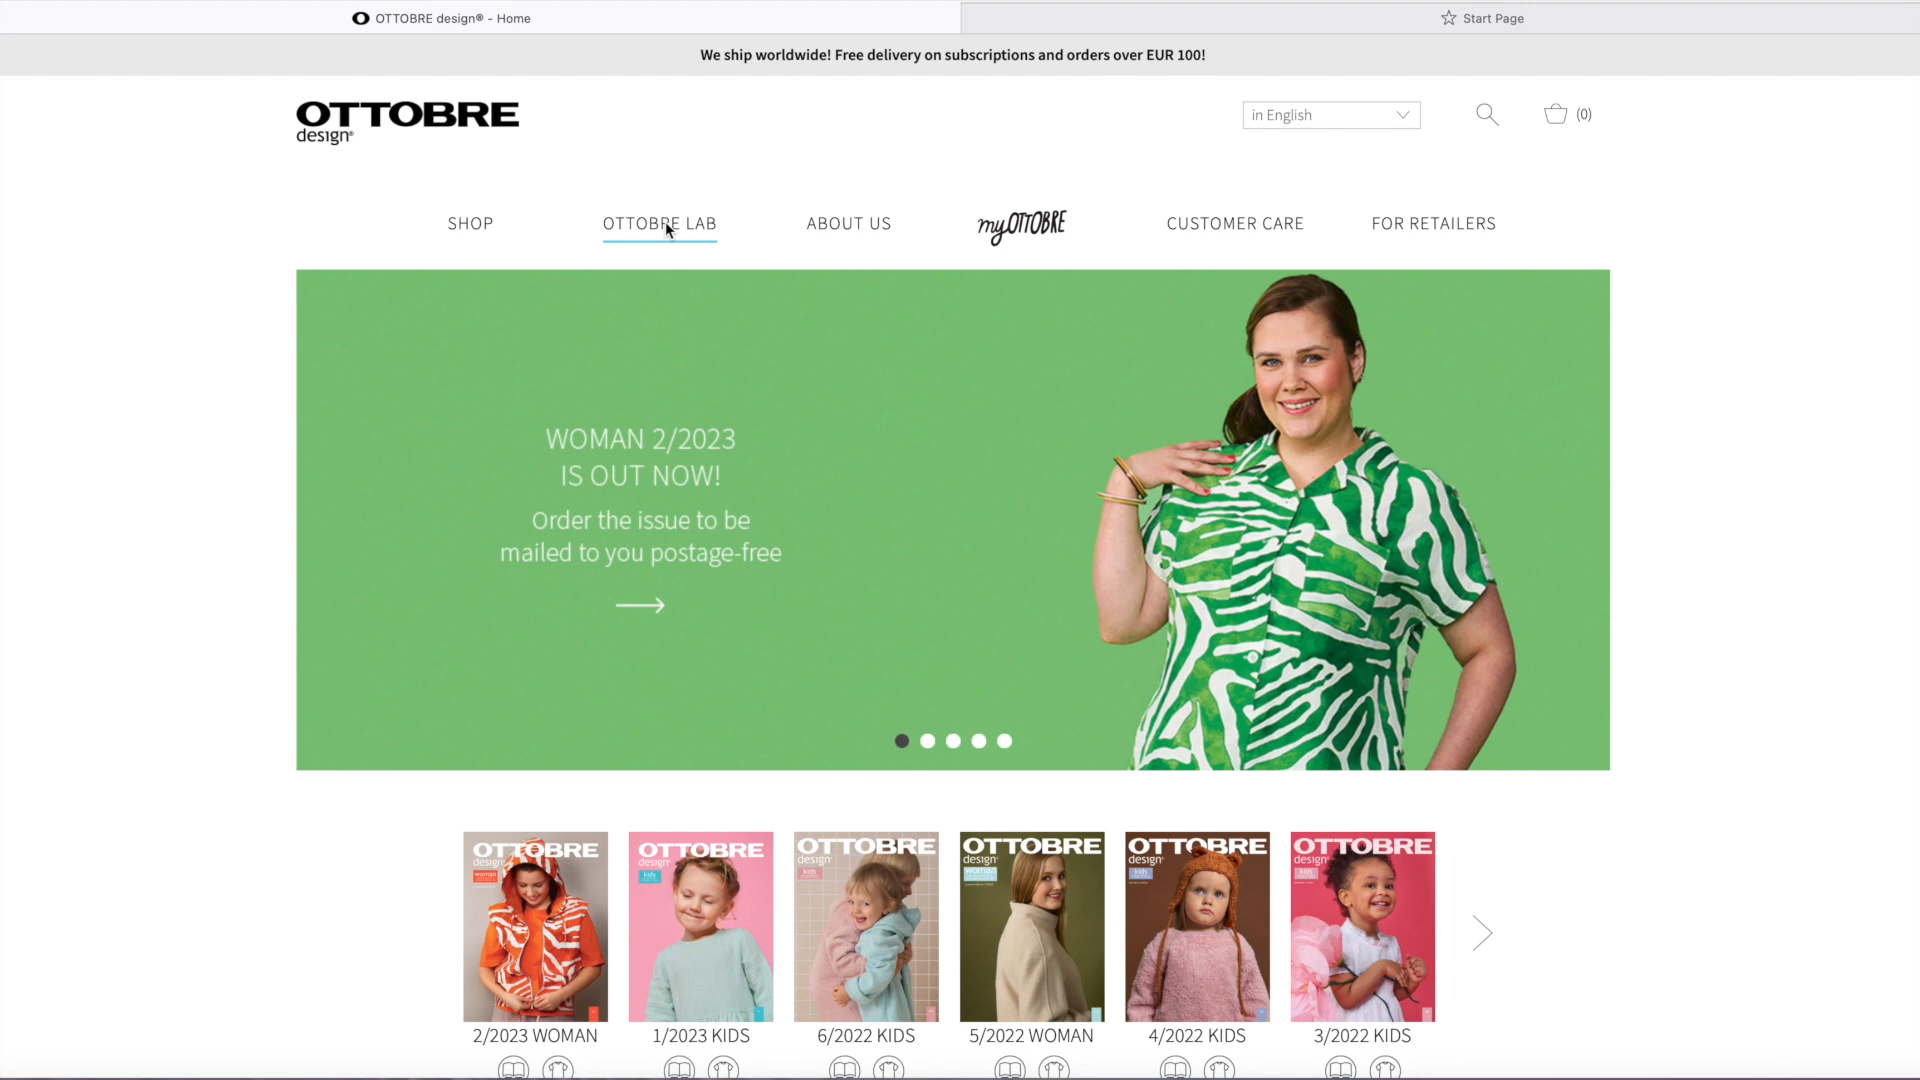 OTTOBRE design® - Home
Start Page
We ship worldwide! Free delivery on subscriptions and orders over EUR 100!
OTTOBRE
design®
in English
(0)
SHOP
OTTOBRE LAB
ABOUT US
my OTTOBRE
CUSTOMER CARE
FOR RETAILERS
WOMAN 2/2023
IS OUT NOW!
Order the issue to be
mailed to you postage-free
OTTOBRE
design
woman
OTTOBRE
design
kids
OTTOBRE
design
kids
OTTOBRE
design
woman
OTTOBRE
design
kids
OTTOBRE
design
kids
2/2023 WOMAN
1/2023 KIDS
6/2022 KIDS
5/2022 WOMAN
4/2022 KIDS
3/2022 KIDS